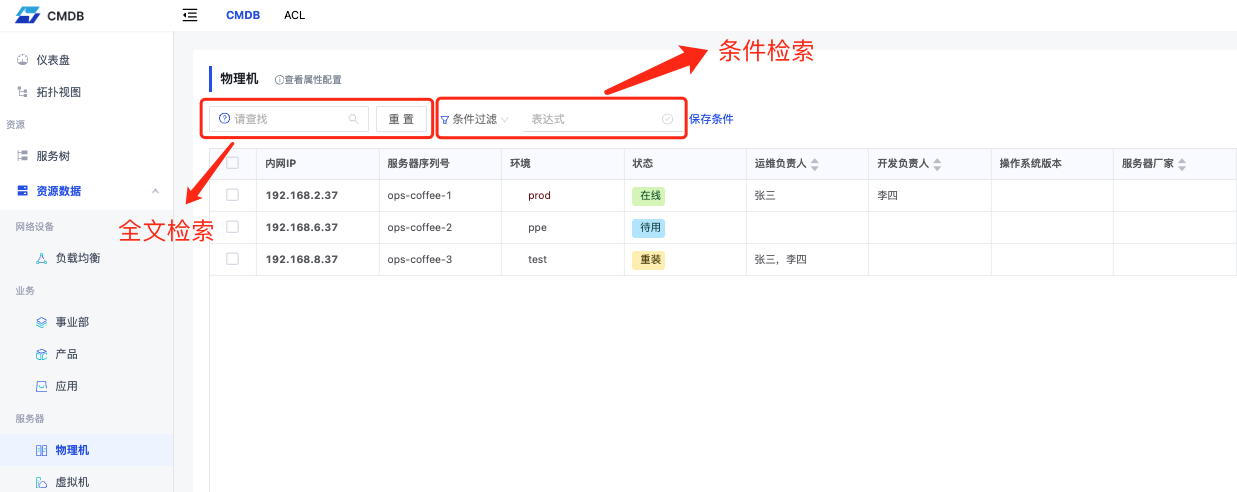 CMDB
CMDB ACL
仪表盘
拓扑视图
资源
服务树
资源数据
网络设备
负载均衡
业务
事业部
产品
应用
服务器
物理机
虚拟机
条件检索
物理机 查看属性配置
请查找 重 置 条件过滤 表达式 保存条件
内网IP 服务器序列号 环境 状态 运维负责人 开发负责人 操作系统版本 服务器厂家
192.168.2.37 ops-coffee-1 prod 在线 张三 李四
192.168.6.37 ops-coffee-2 ppe 待用
192.168.8.37 ops-coffee-3 test 重装 张三，李四
全文检索